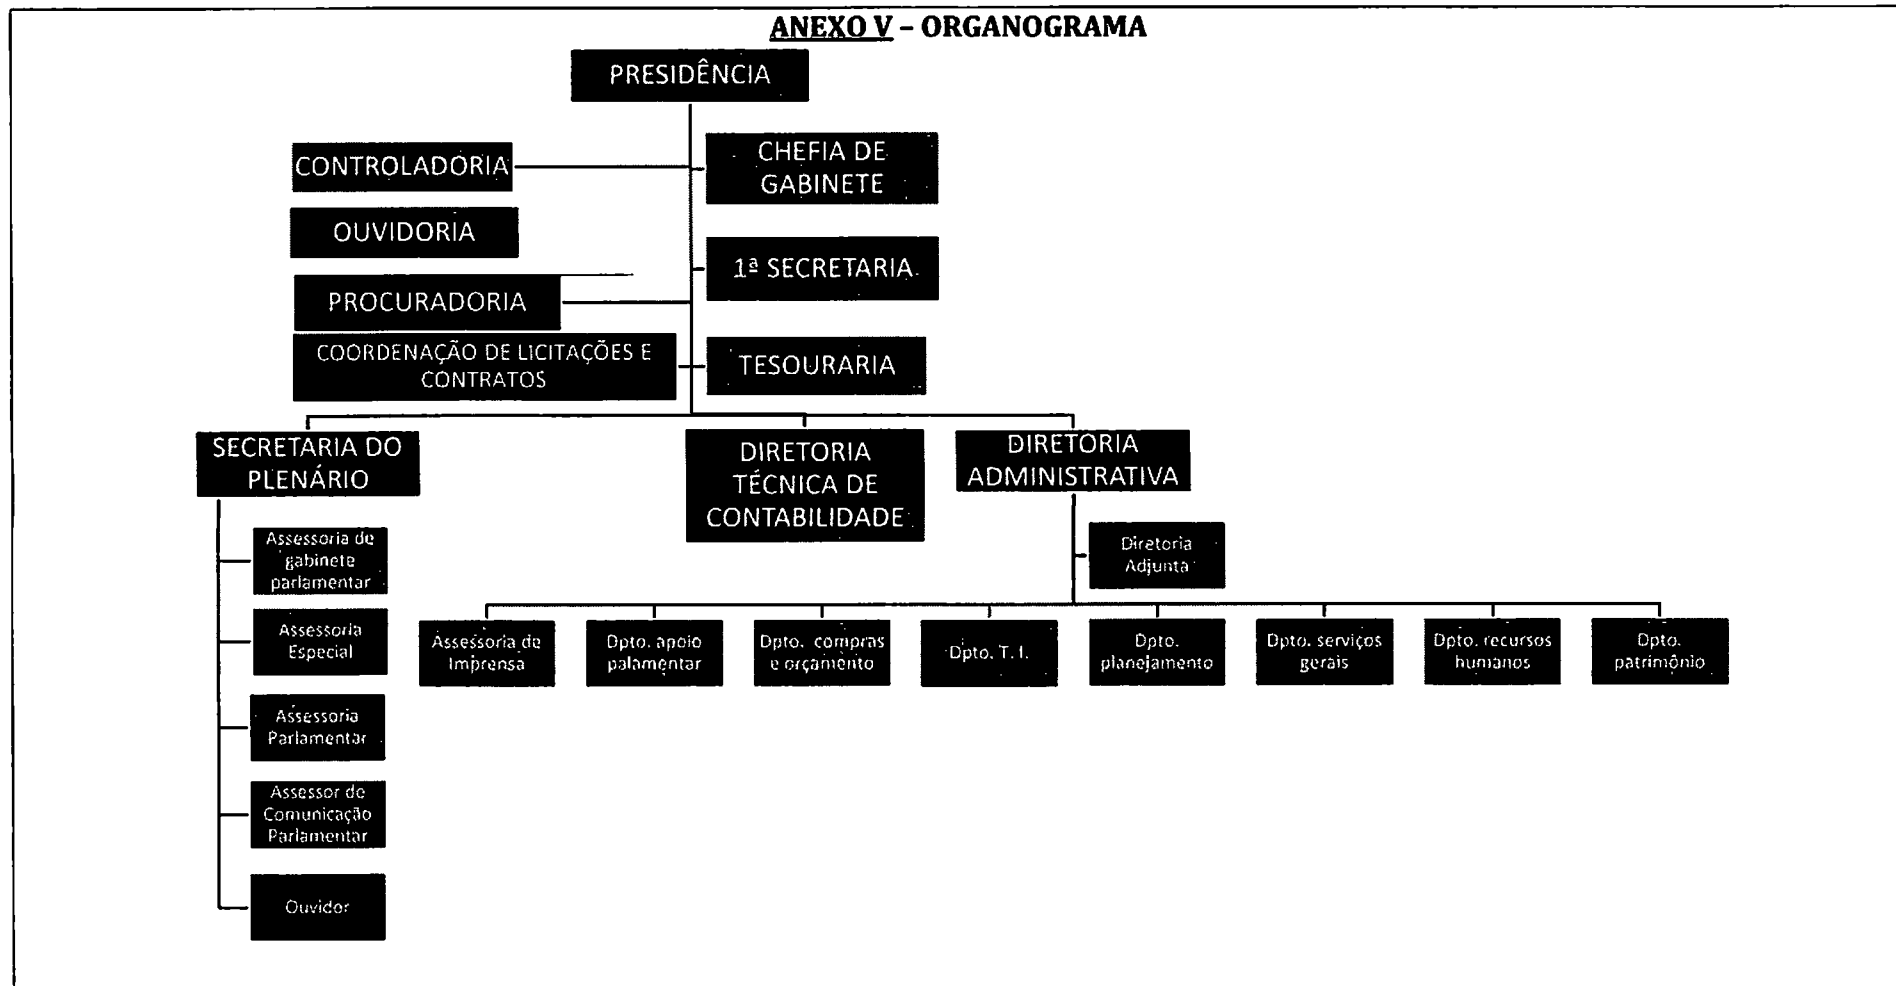 ANEXO V – ORGANOGRAMA
PRESIDÊNCIA
CONTROLADORIA
CHEFIA DE
GABINETE
OUVIDORIA
1ª SECRETARIA
PROCURADORIA
COORDENAÇÃO DE LICITAÇÕES E
CONTRATOS
TESOURARIA
SECRETARIA DO
PLENÁRIO
DIRETORIA
TÉCNICA DE
CONTABILIDADE
DIRETORIA
ADMINISTRATIVA
Diretoria
Adjunta
Assessoria de
gabinete
parlamentar
Assessoria
Especial
Assessoria
Parlamentar
Assessor de
Comunicação
Parlamentar
Ouvidor
Assessoria de
Imprensa
Dpto. apoio
palamentar
Dpto. compras
e orçamento
Dpto. T.I.
Dpto.
planejamento
Dpto. serviços
gerais
Dpto. recursos
humanos
Dpto.
patrimônio